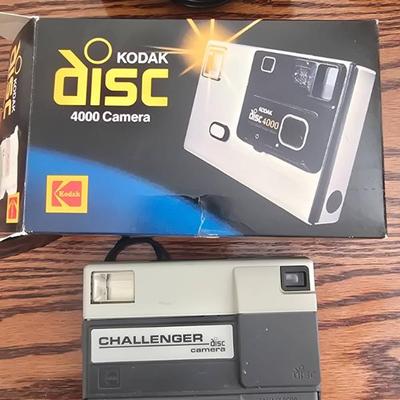 KODAK
disc
4000 Camera
Kodak
KODAK
disc 4000
CHALLENGER disc
camera
disc